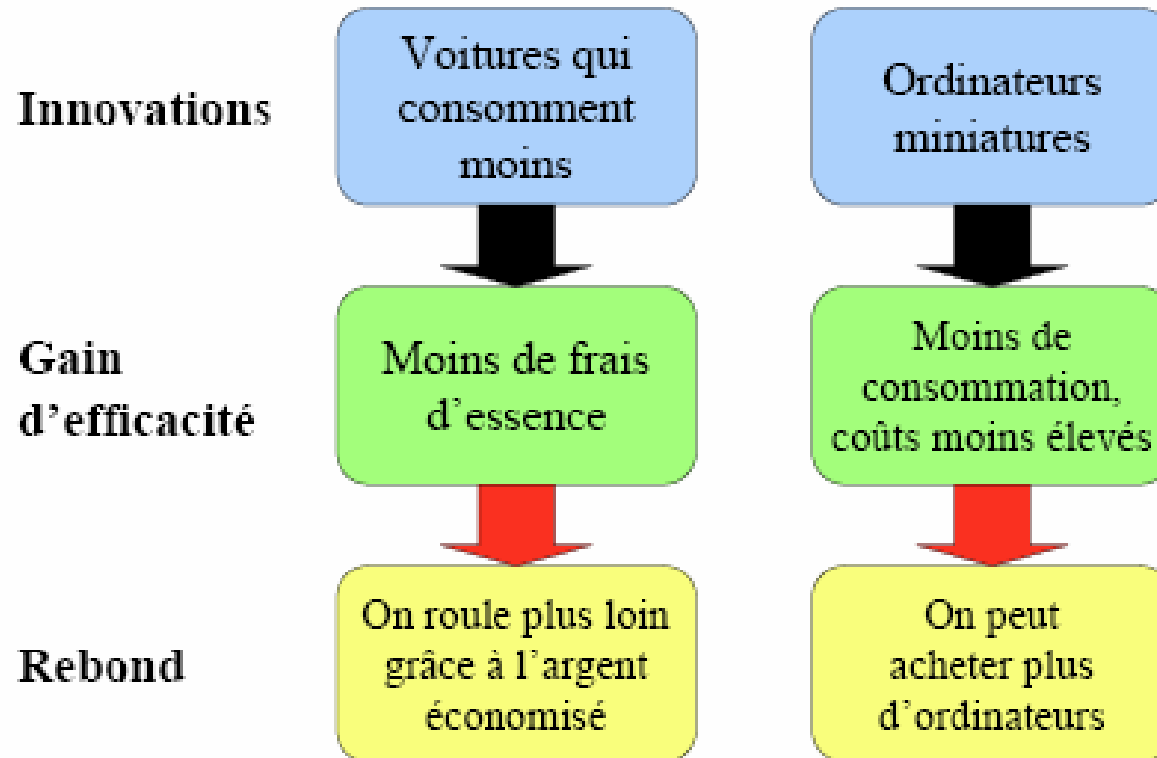 Innovations
Voitures qui
consomment
moins
Ordinateurs
miniatures
Gain
d’efficacité
Moins de frais
d’essence
Moins de
consommation,
coûts moins élevés
Rebond
On roule plus loin
grâce à l’argent
économisé
On peut
acheter plus
d’ordinateurs